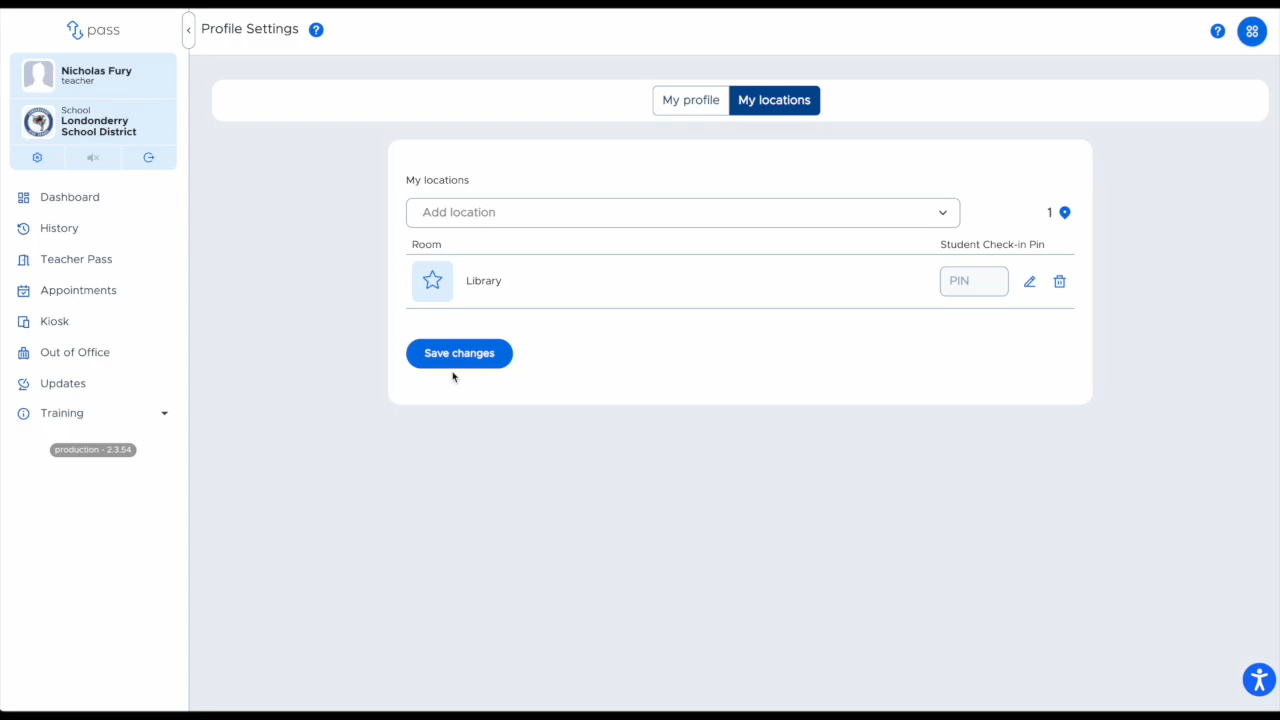 pass
Profile Settings
Nicholas Fury
teacher
School
Londonderry
School District
Dashboard
History
Teacher Pass
Appointments
Kiosk
Out of Office
Updates
Training
production - 2.3.54
My profile
My locations
My locations
Add location
1
Room
Student Check-in Pin
Library
PIN
Save changes